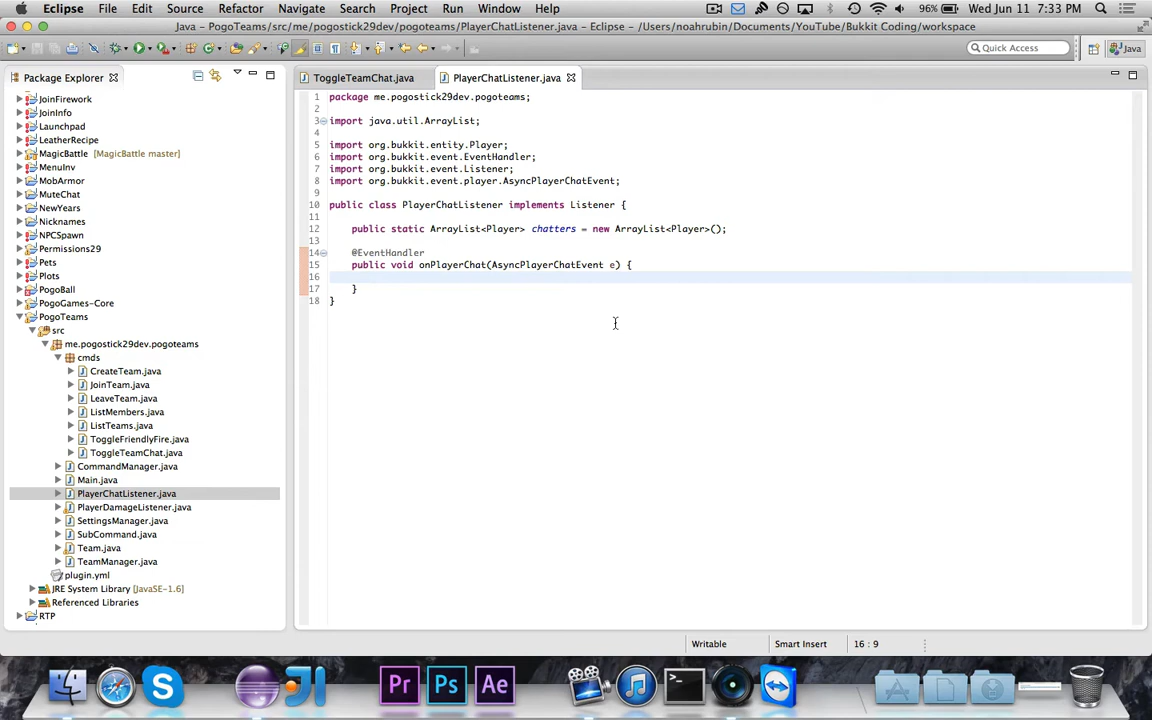 Eclipse File Edit Source Refactor Navigate Search Project Run Window Help 96% Wed Jun 11 7:33 PM
Java – PogoTeams/src/me/pogostick29dev/pogoteams/PlayerChatListener.java – Eclipse – /Users/noahrubin/Documents/YouTube/Bukkit Coding/workspace
Quick Access Java
Package Explorer
ToggleTeamChat.java PlayerChatListener.java
JoinFirework
JoinInfo
Launchpad
LeatherRecipe
MagicBattle [MagicBattle master]
MenuInv
MobArmor
MuteChat
NewYears
Nicknames
NPCSpawn
Permissions29
Pets
Plots
PogoBall
PogoGames-Core
PogoTeams
src
me.pogostick29dev.pogoteams
cmds
CreateTeam.java
JoinTeam.java
LeaveTeam.java
ListMembers.java
ListTeams.java
ToggleFriendlyFire.java
ToggleTeamChat.java
CommandManager.java
Main.java
PlayerChatListener.java
PlayerDamageListener.java
SettingsManager.java
SubCommand.java
Team.java
TeamManager.java
plugin.yml
JRE System Library [JavaSE-1.6]
Referenced Libraries
RTP
1 package me.pogostick29dev.pogoteams;
2
3 import java.util.ArrayList;
4
5 import org.bukkit.entity.Player;
6 import org.bukkit.event.EventHandler;
7 import org.bukkit.event.Listener;
8 import org.bukkit.event.player.AsyncPlayerChatEvent;
9
10 public class PlayerChatListener implements Listener {
11
12 public static ArrayList<Player> chatters = new ArrayList<Player>();
13
14 @EventHandler
15 public void onPlayerChat(AsyncPlayerChatEvent e) {
16
17 }
18 }
Writable Smart Insert 16 : 9
Pr Ps Ae